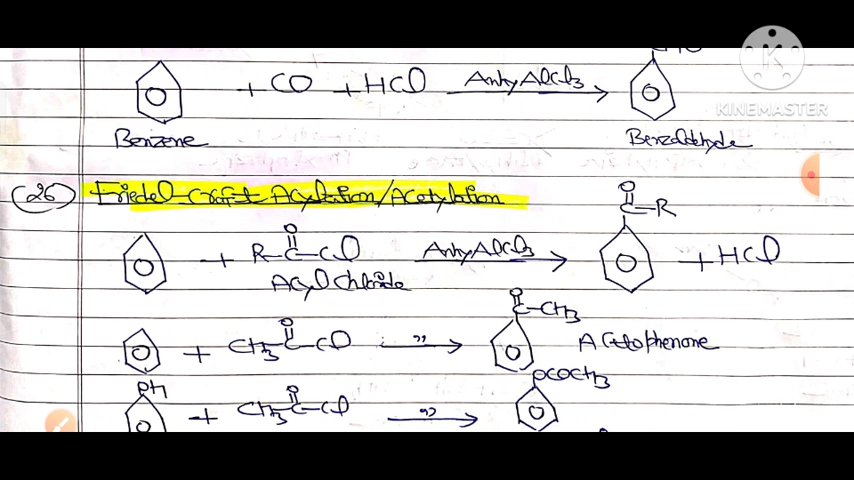 + CO + HCl Anhy AlCl3
KINEMASTER
Benzene Benzaldehyde
(26) Friedel-Craft Acylation/Acetylation
O
C-R
O
+ R-C-Cl Anhy AlCl3 + HCl
Acyl Chloride
O
C-CH3
O
+ CH3-C-Cl " Acetophenone
OCOCH3
O
+ CH3-C-Cl "